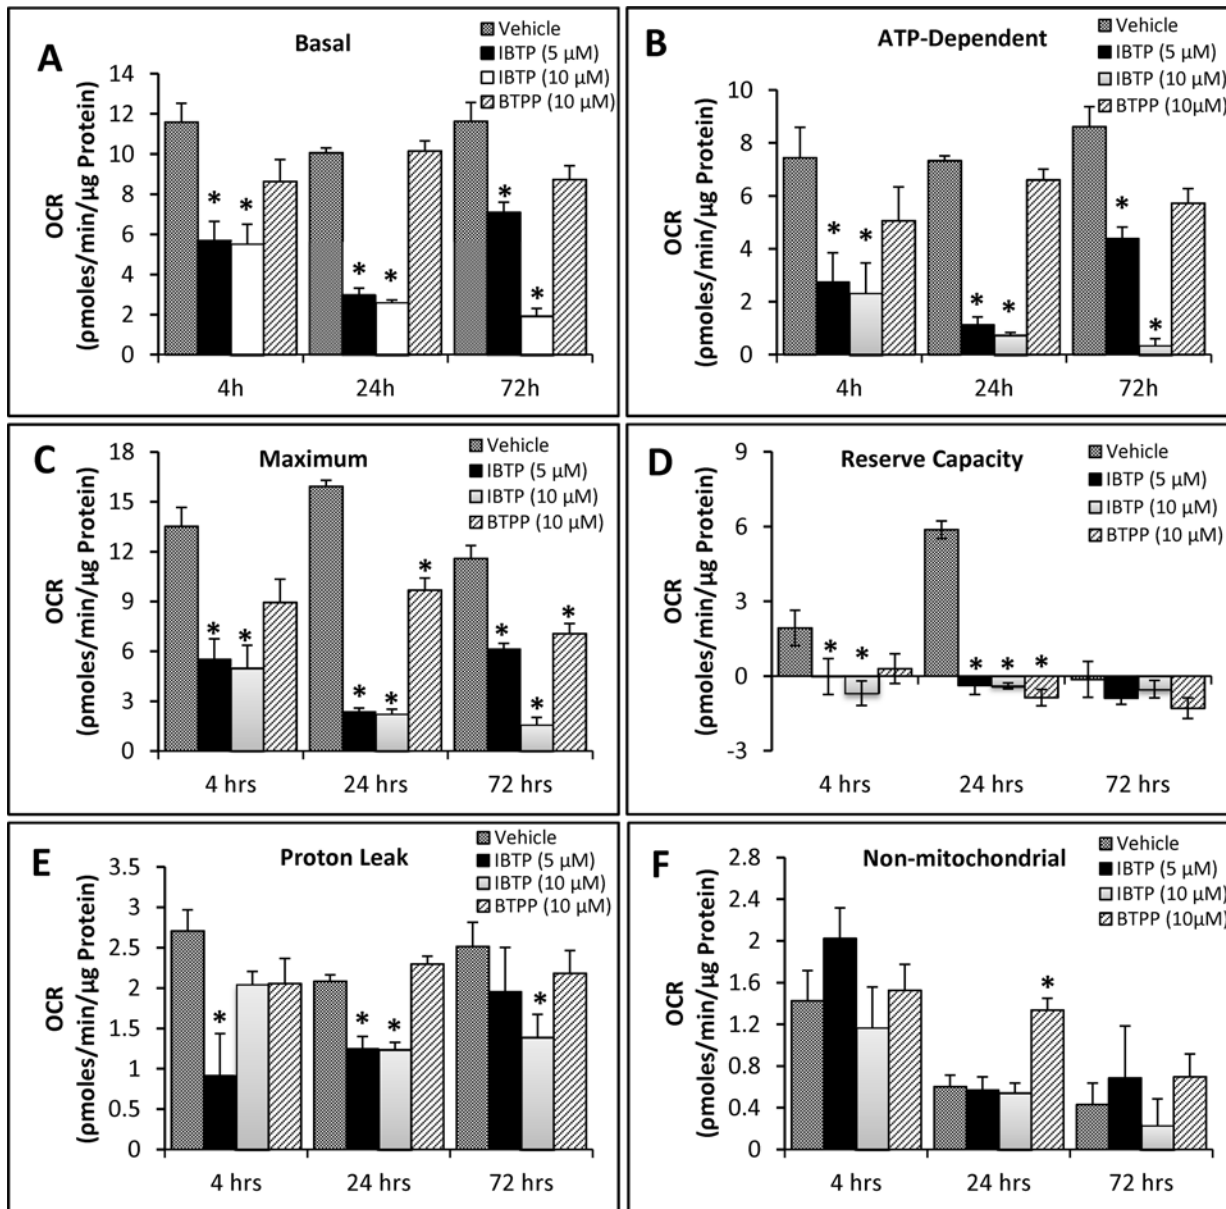 A
Basal
Vehicle
IBTP (5 µM)
IBTP (10 µM)
BTPP (10 µM)
OCR
(ρmoles/min/µg Protein)
14
12
10
8
6
4
2
0
* * * * * *
4h 24h 72h
B
ATP-Dependent
Vehicle
IBTP (5 µM)
IBTP (10 µM)
BTPP (10µM)
OCR
(ρmoles/min/µg Protein)
10
8
6
4
2
0
* * * * * *
4h 24h 72h
C
Maximum
Vehicle
IBTP (5 µM)
IBTP (10 µM)
BTPP (10 µM)
OCR
(ρmoles/min/µg Protein)
18
15
12
9
6
3
0
* * * * * * * *
4 hrs 24 hrs 72 hrs
D
Reserve Capacity
Vehicle
IBTP (5 µM)
IBTP (10 µM)
BTPP (10 µM)
OCR
(ρmoles/min/µg Protein)
9
6
3
0
-3
* * * * *
4 hrs 24 hrs 72 hrs
E
Proton Leak
Vehicle
IBTP (5 µM)
IBTP (10 µM)
BTPP (10 µM)
OCR
(ρmoles/min/µg Protein)
3.5
3
2.5
2
1.5
1
0.5
0
* * * *
4 hrs 24 hrs 72 hrs
F
Non-mitochondrial
Vehicle
IBTP (5 µM)
IBTP (10 µM)
BTPP (10µM)
OCR
(ρmoles/min/µg Protein)
2.8
2.4
2
1.6
1.2
0.8
0.4
0
*
4 hrs 24 hrs 72 hrs